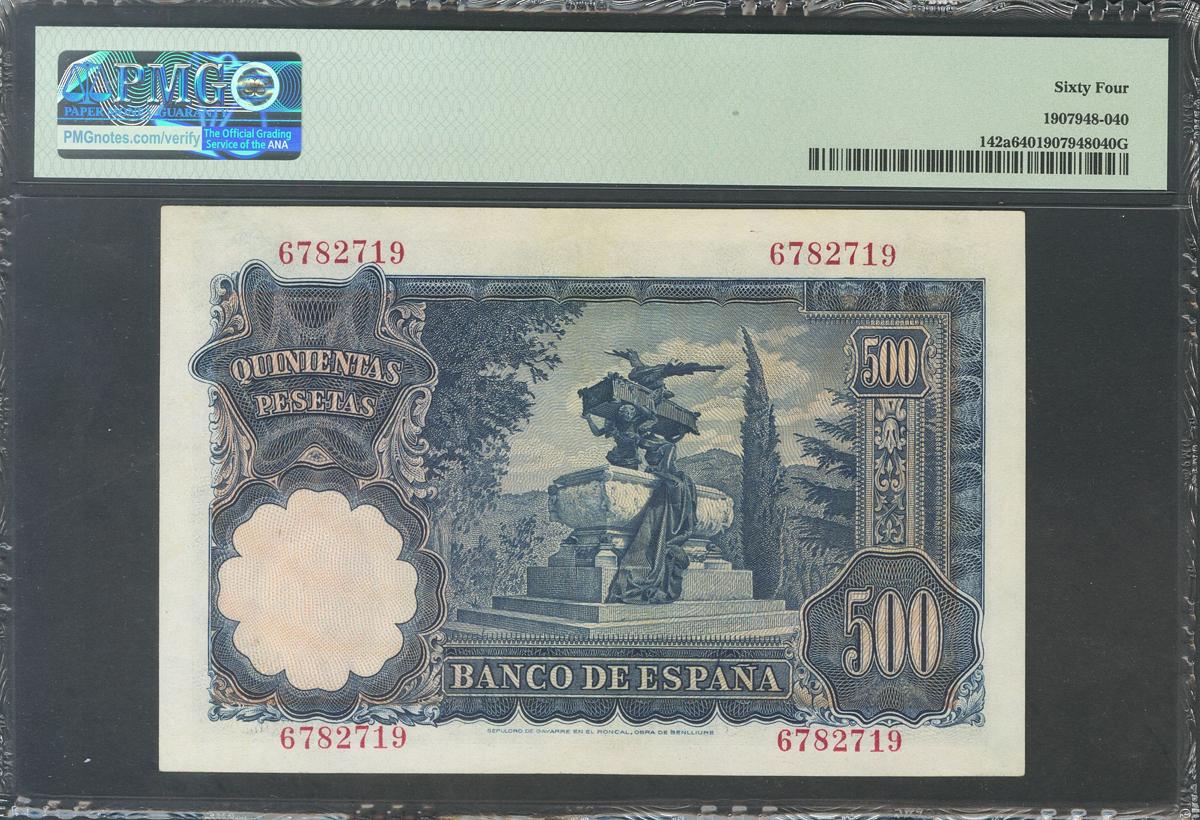 PMG
PAPER MONEY GUARANTY
PMGnotes.com/verify
The Official Grading
Service of the ANA
Sixty Four
1907948-040
142a6401907948040G
6782719
6782719
QUINIENTAS
PESETAS
500
500
BANCO DE ESPAÑA
SEPULCRO DE GAYARRE EN EL RONCAL, OBRA DE BENLLIURE
6782719
6782719